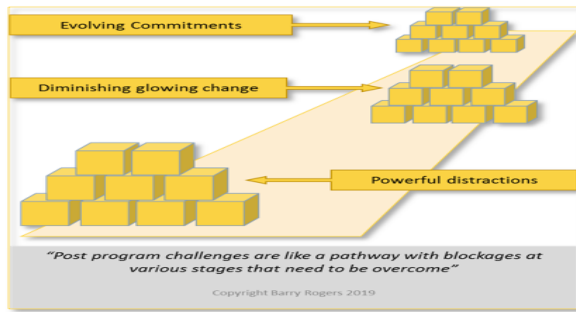 Evolving Commitments
Diminishing glowing change
Powerful distractions
“Post program challenges are like a pathway with blockages at
various stages that need to be overcome”
Copyright Barry Rogers 2019